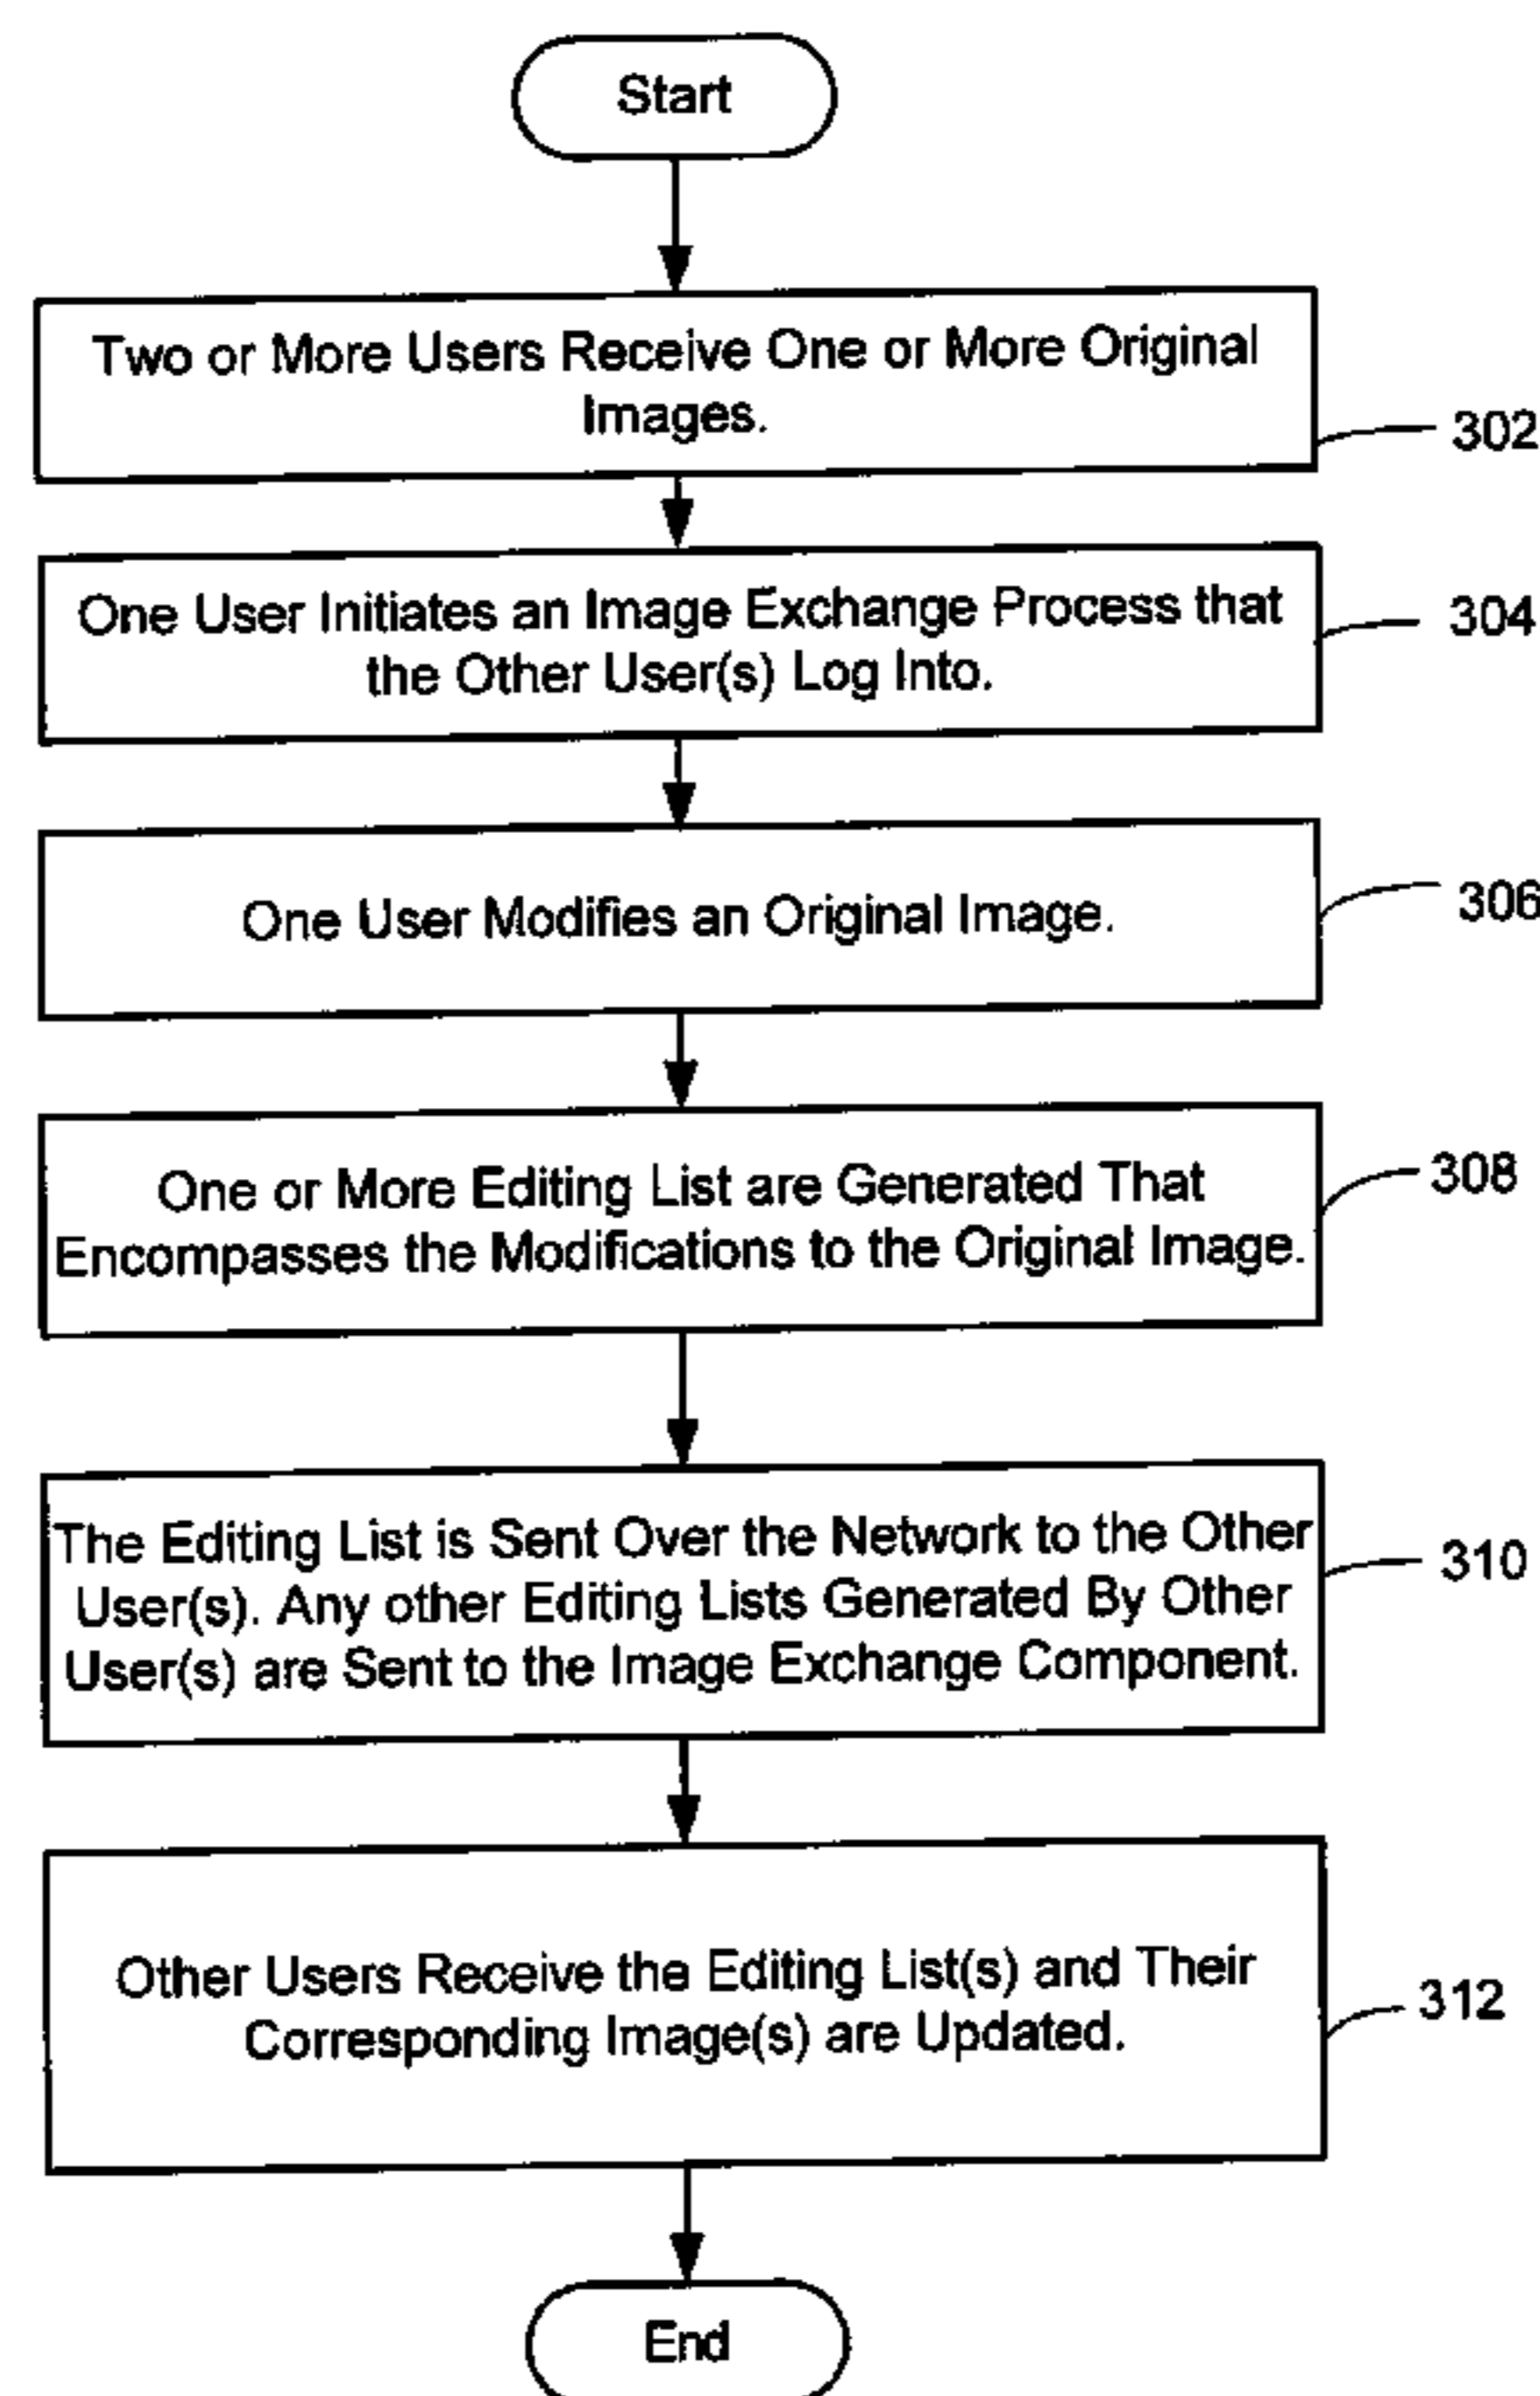 Start
Two or More Users Receive One or More Original
Images.
302
One User Initiates an Image Exchange Process that
the Other User(s) Log Into.
304
One User Modifies an Original Image.
306
One or More Editing List are Generated That
Encompasses the Modifications to the Original Image.
308
The Editing List is Sent Over the Network to the Other
User(s). Any other Editing Lists Generated By Other
User(s) are Sent to the Image Exchange Component.
310
Other Users Receive the Editing List(s) and Their
Corresponding Image(s) are Updated.
312
End